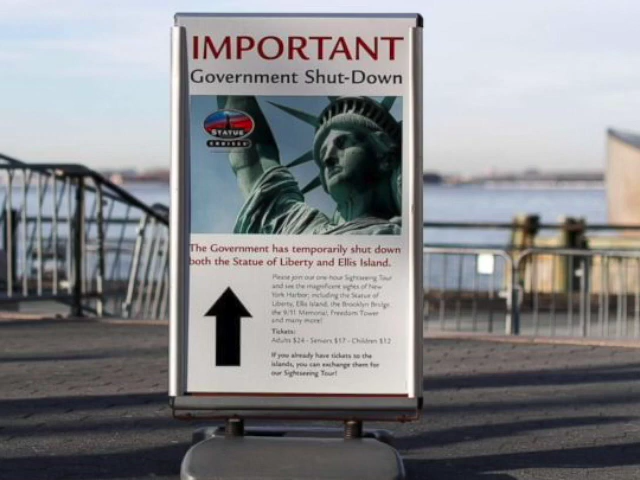 IMPORTANT
Government Shut-Down
STATUE
CRUISES
The Government has temporarily shut down
both the Statue of Liberty and Ellis Island.
Please join our one-hour Sightseeing Tour
and see the magnificent sights of New
York Harbor; including the Statue of
Liberty, Ellis Island, the Brooklyn Bridge,
the 9/11 Memorial, Freedom Tower
and many more!
Tickets:
Adults $24 - Seniors $17 - Children $12
If you already have tickets to the
islands, you can exchange them for
our Sightseeing Tour!